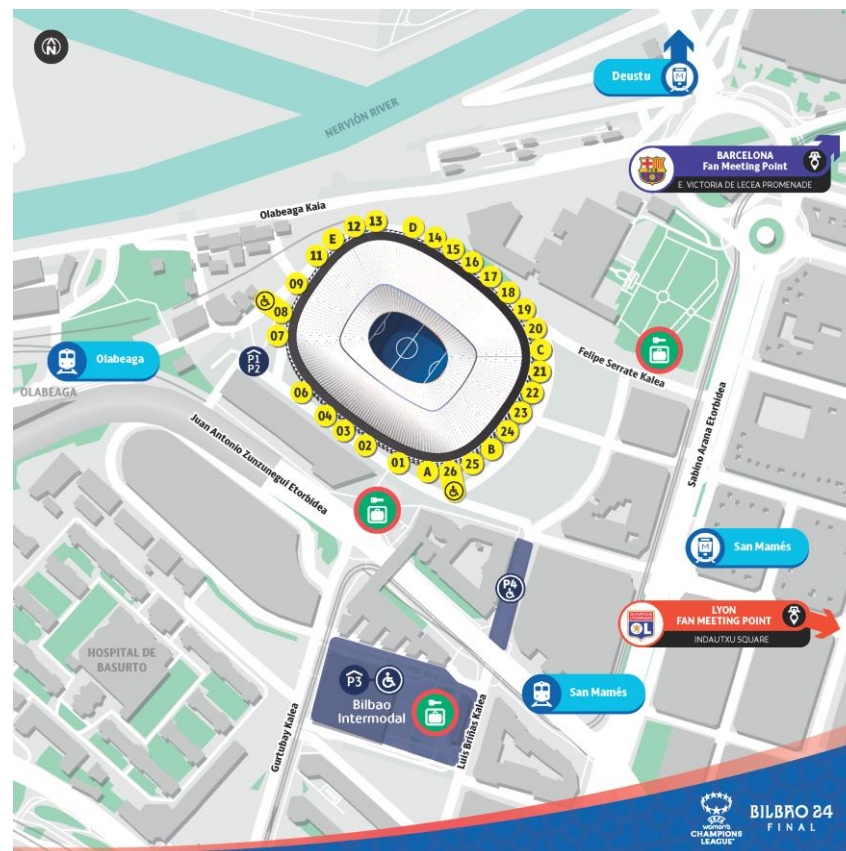 N
Deustu
M
NERVIÓN RIVER
BARCELONA
Fan Meeting Point
E. VICTORIA DE LECEA PROMENADE
Olabeaga Kaia
13
12
D
E
14
11
15
16
09
17
18
08
19
07
20
C
Olabeaga
P1
P2
21
Felipe Serrate Kalea
OLABEAGA
06
22
04
23
03
24
02
B
01
25
A
26
Juan Antonio Zunzunegui Etorbidea
Sabino Arana Etorbidea
M
San Mamés
P4
LYON
FAN MEETING POINT
OL
INDAUTXU SQUARE
HOSPITAL DE
BASURTO
P3
Bilbao
Intermodal
San Mamés
Gurtubay Kalea
Luis Briñas Kalea
UEFA
WOMEN'S
CHAMPIONS
LEAGUE
BILBAO 24
FINAL